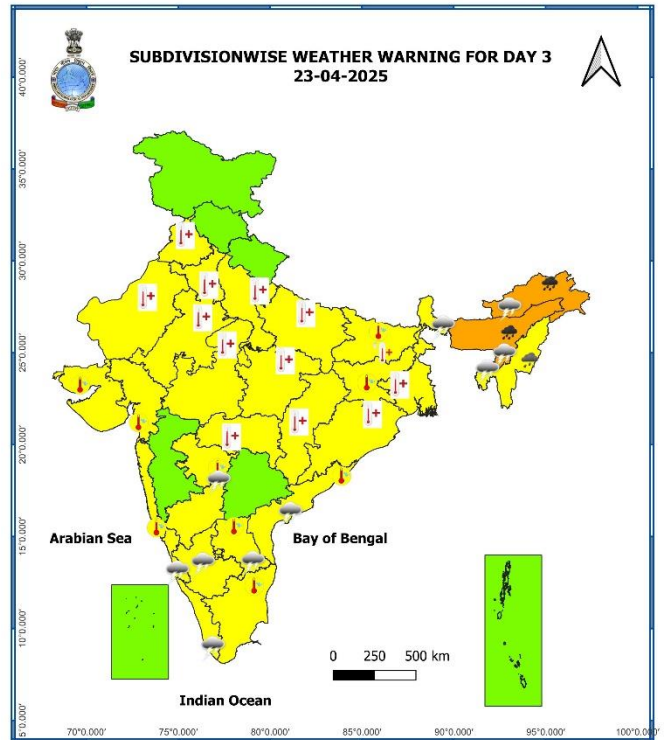 SUBDIVISIONWISE WEATHER WARNING FOR DAY 3
23-04-2025
40°0.000'
35°0.000'
30°0.000'
25°0.000'
20°0.000'
15°0.000'
10°0.000'
5°0.000'
Arabian Sea
Bay of Bengal
0 250 500 km
Indian Ocean
70°0.000' 75°0.000' 80°0.000' 85°0.000' 90°0.000' 95°0.000' 100°0.000'